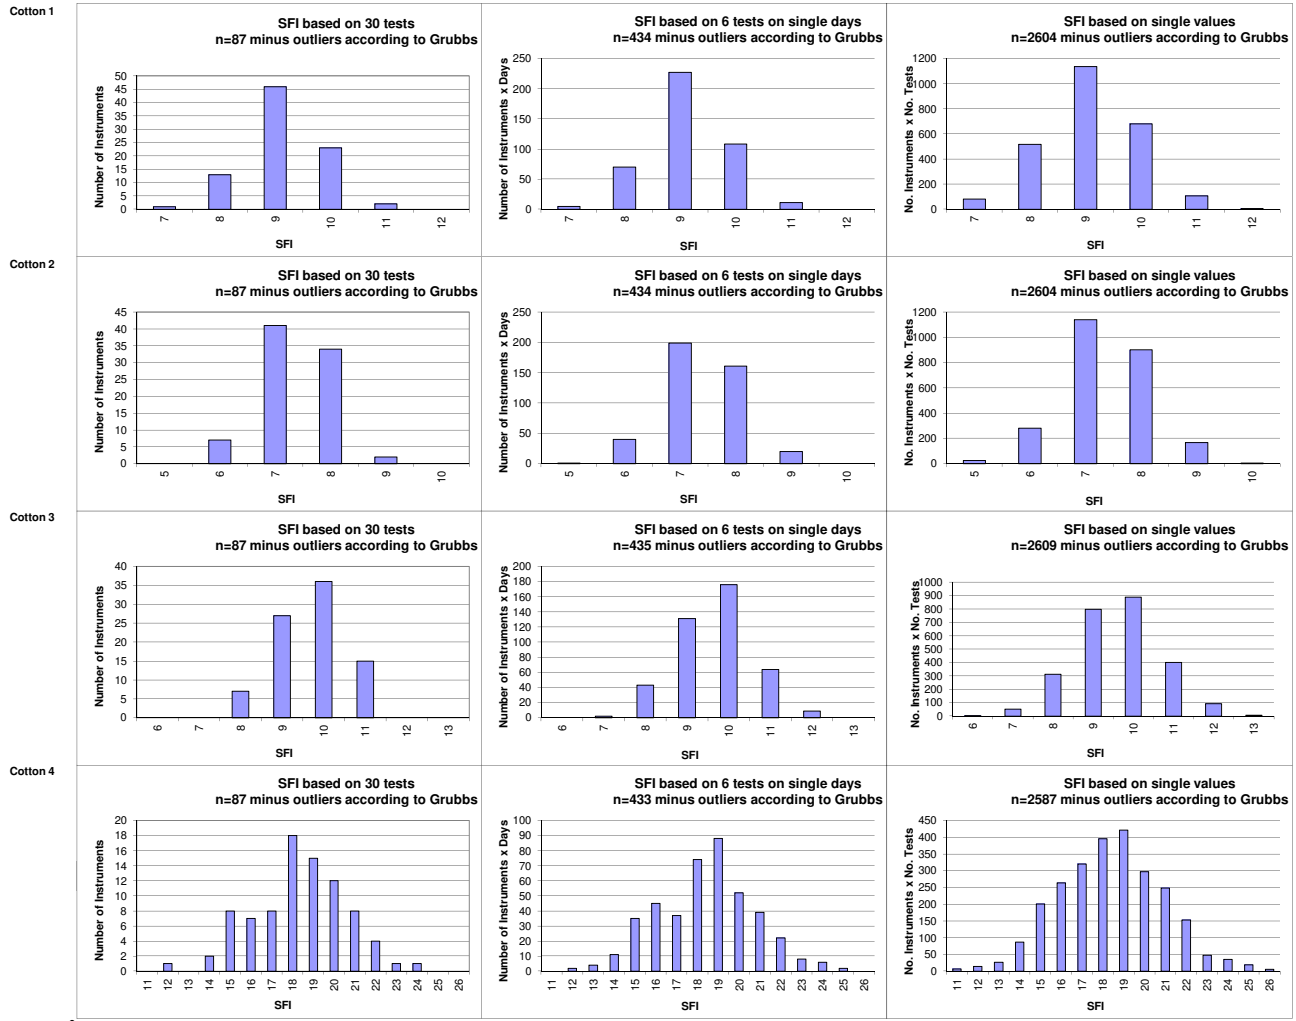 Cotton 1
SFI based on 30 tests
n=87 minus outliers according to Grubbs
Number of Instruments
50
45
40
35
30
25
20
15
10
5
0
7 8 9 10 11 12
SFI
SFI based on 6 tests on single days
n=434 minus outliers according to Grubbs
Number of Instruments x Days
250
200
150
100
50
0
7 8 9 10 11 12
SFI
SFI based on single values
n=2604 minus outliers according to Grubbs
No. Instruments x No. Tests
1200
1000
800
600
400
200
0
7 8 9 10 11 12
SFI
Cotton 2
SFI based on 30 tests
n=87 minus outliers according to Grubbs
Number of Instruments
45
40
35
30
25
20
15
10
5
0
5 6 7 8 9 10
SFI
SFI based on 6 tests on single days
n=434 minus outliers according to Grubbs
Number of Instruments x Days
250
200
150
100
50
0
5 6 7 8 9 10
SFI
SFI based on single values
n=2604 minus outliers according to Grubbs
No. Instruments x No. Tests
1200
1000
800
600
400
200
0
5 6 7 8 9 10
SFI
Cotton 3
SFI based on 30 tests
n=87 minus outliers according to Grubbs
Number of Instruments
40
35
30
25
20
15
10
5
0
6 7 8 9 10 11 12 13
SFI
SFI based on 6 tests on single days
n=435 minus outliers according to Grubbs
Number of Instruments x Days
200
180
160
140
120
100
80
60
40
20
0
6 7 8 9 10 11 12 13
SFI
SFI based on single values
n=2609 minus outliers according to Grubbs
No. Instruments x No. Tests
1000
900
800
700
600
500
400
300
200
100
0
6 7 8 9 10 11 12 13
SFI
Cotton 4
SFI based on 30 tests
n=87 minus outliers according to Grubbs
Number of Instruments
20
18
16
14
12
10
8
6
4
2
0
11 12 13 14 15 16 17 18 19 20 21 22 23 24 25 26
SFI
SFI based on 6 tests on single days
n=433 minus outliers according to Grubbs
Number of Instruments x Days
100
90
80
70
60
50
40
30
20
10
0
11 12 13 14 15 16 17 18 19 20 21 22 23 24 25 26
SFI
SFI based on single values
n=2587 minus outliers according to Grubbs
No. Instruments x No. Tests
450
400
350
300
250
200
150
100
50
0
11 12 13 14 15 16 17 18 19 20 21 22 23 24 25 26
SFI